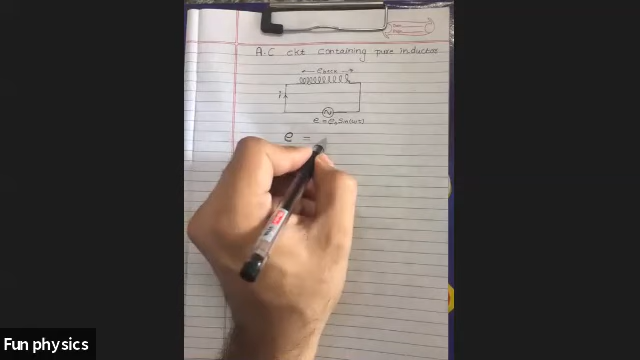 A.C ckt containing pure inductor
e = e₀ sin(ωt)
e =
Fun physics